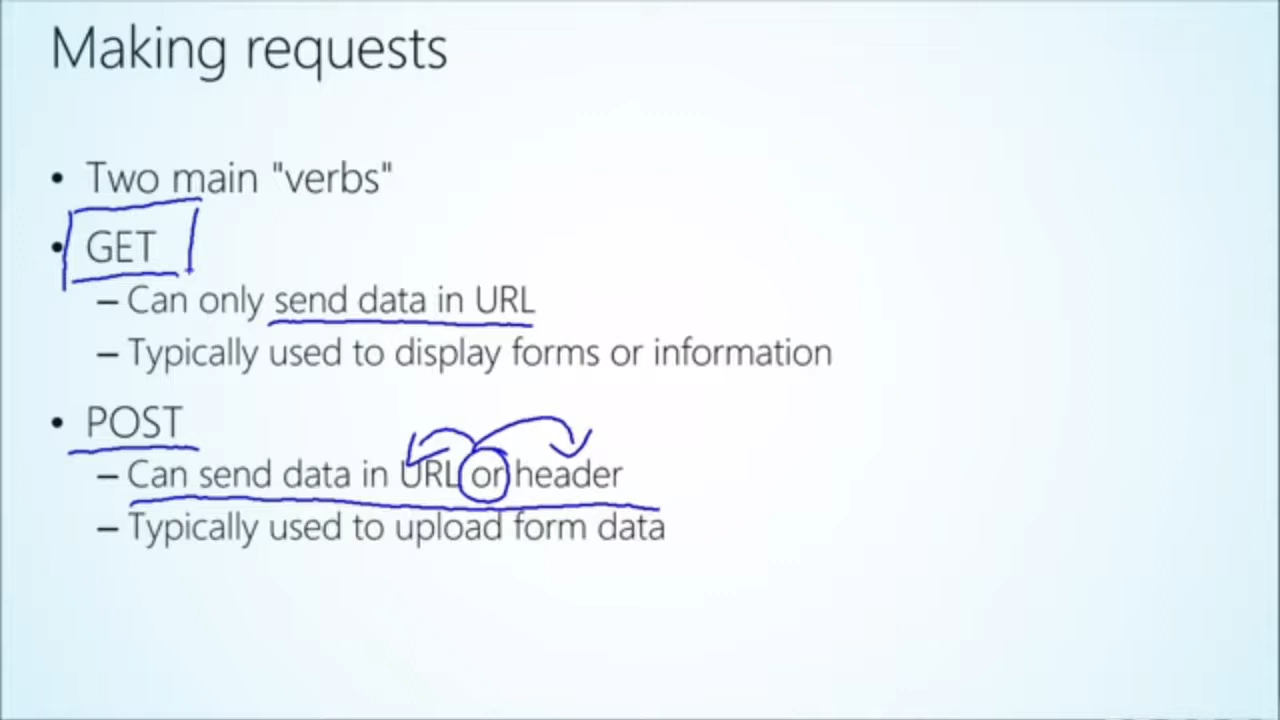 Making requests
• Two main "verbs"
• GET
– Can only send data in URL
– Typically used to display forms or information
• POST
– Can send data in URL or header
– Typically used to upload form data